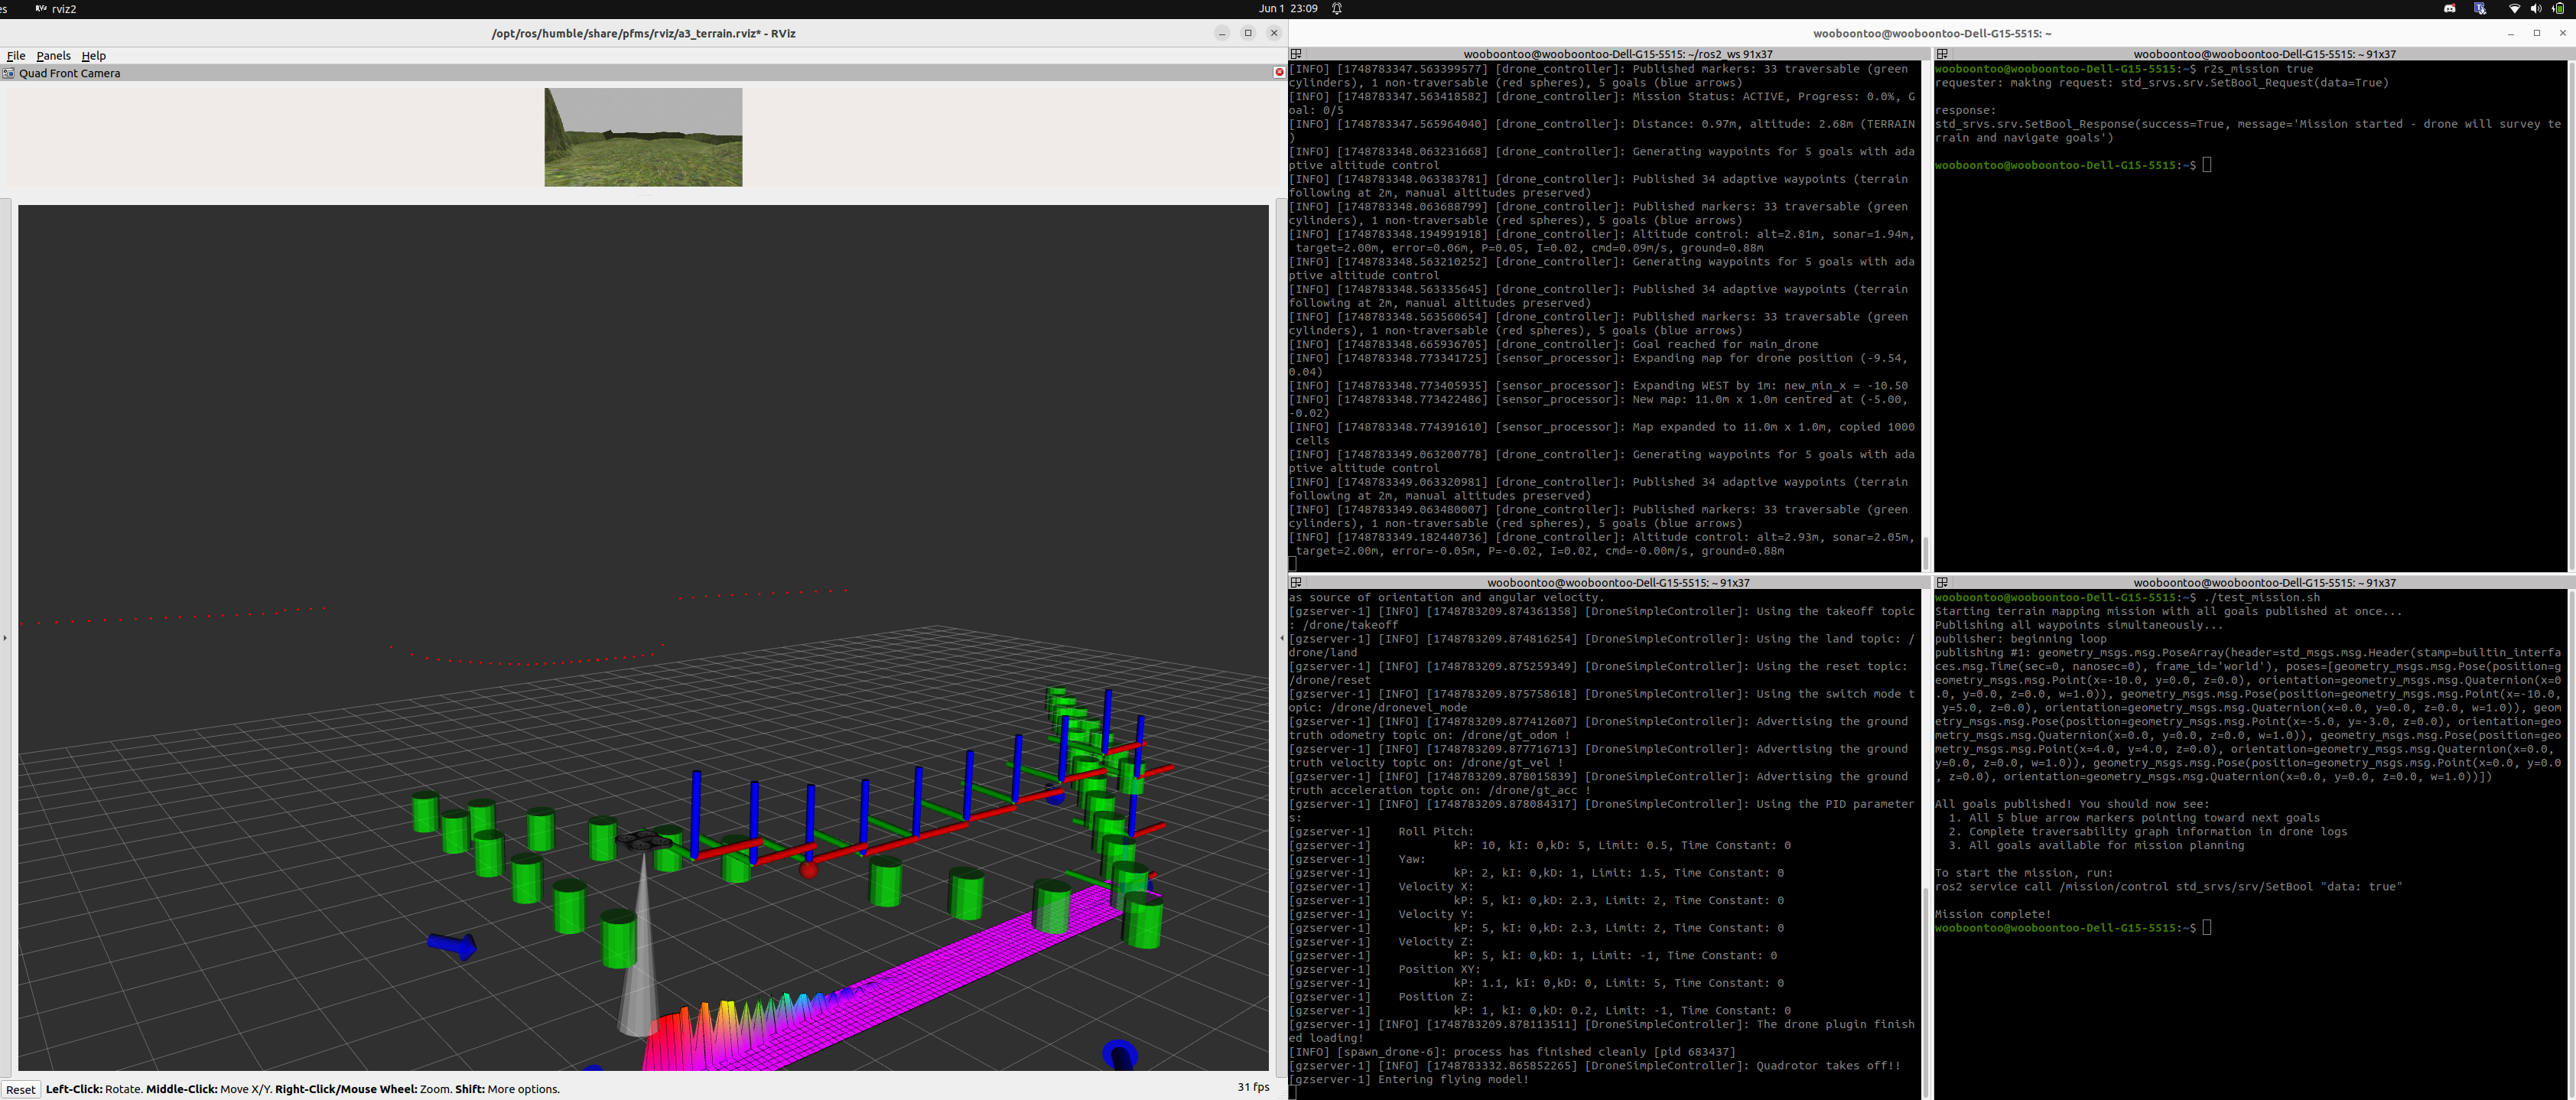 es
rviz2
Jun 1 23:09
/opt/ros/humble/share/pfms/rviz/a3_terrain.rviz* - RViz
File Panels Help
Quad Front Camera
Reset Left-Click: Rotate. Middle-Click: Move X/Y. Right-Click/Mouse Wheel: Zoom. Shift: More options.
31 fps
wooboontoo@wooboontoo-Dell-G15-5515: ~
wooboontoo@wooboontoo-Dell-G15-5515: ~/ros2_ws 91x37
[INFO] [1748783347.563399577] [drone_controller]: Published markers: 33 traversable (green
cylinders), 1 non-traversable (red spheres), 5 goals (blue arrows)
[INFO] [1748783347.563418582] [drone_controller]: Mission Status: ACTIVE, Progress: 0.0%, G
oal: 0/5
[INFO] [1748783347.565964040] [drone_controller]: Distance: 0.97m, altitude: 2.68m (TERRAIN
)
[INFO] [1748783348.063231668] [drone_controller]: Generating waypoints for 5 goals with ada
ptive altitude control
[INFO] [1748783348.063383781] [drone_controller]: Published 34 adaptive waypoints (terrain
following at 2m, manual altitudes preserved)
[INFO] [1748783348.063688799] [drone_controller]: Published markers: 33 traversable (green
cylinders), 1 non-traversable (red spheres), 5 goals (blue arrows)
[INFO] [1748783348.194991918] [drone_controller]: Altitude control: alt=2.81m, sonar=1.94m,
target=2.00m, error=0.06m, P=0.05, I=0.02, cmd=0.09m/s, ground=0.88m
[INFO] [1748783348.563210252] [drone_controller]: Generating waypoints for 5 goals with ada
ptive altitude control
[INFO] [1748783348.563335645] [drone_controller]: Published 34 adaptive waypoints (terrain
following at 2m, manual altitudes preserved)
[INFO] [1748783348.563560654] [drone_controller]: Published markers: 33 traversable (green
cylinders), 1 non-traversable (red spheres), 5 goals (blue arrows)
[INFO] [1748783348.665936705] [drone_controller]: Goal reached for main_drone
[INFO] [1748783348.773341725] [sensor_processor]: Expanding map for drone position (-9.54,
0.04)
[INFO] [1748783348.773405935] [sensor_processor]: Expanding WEST by 1m: new_min_x = -10.50
[INFO] [1748783348.773422486] [sensor_processor]: New map: 11.0m x 1.0m centred at (-5.00,
-0.02)
[INFO] [1748783348.774391610] [sensor_processor]: Map expanded to 11.0m x 1.0m, copied 1000
cells
[INFO] [1748783349.063200778] [drone_controller]: Generating waypoints for 5 goals with ada
ptive altitude control
[INFO] [1748783349.063320981] [drone_controller]: Published 34 adaptive waypoints (terrain
following at 2m, manual altitudes preserved)
[INFO] [1748783349.063480007] [drone_controller]: Published markers: 33 traversable (green
cylinders), 1 non-traversable (red spheres), 5 goals (blue arrows)
[INFO] [1748783349.182440736] [drone_controller]: Altitude control: alt=2.93m, sonar=2.05m,
target=2.00m, error=-0.05m, P=-0.02, I=0.02, cmd=-0.00m/s, ground=0.88m
wooboontoo@wooboontoo-Dell-G15-5515: ~ 91x37
wooboontoo@wooboontoo-Dell-G15-5515:~$ r2s_mission true
requester: making request: std_srvs.srv.SetBool_Request(data=True)
response:
std_srvs.srv.SetBool_Response(success=True, message='Mission started - drone will survey te
rrain and navigate goals')
wooboontoo@wooboontoo-Dell-G15-5515:~$
wooboontoo@wooboontoo-Dell-G15-5515: ~ 91x37
as source of orientation and angular velocity.
[gzserver-1] [INFO] [1748783209.874361358] [DroneSimpleController]: Using the takeoff topic
: /drone/takeoff
[gzserver-1] [INFO] [1748783209.874816254] [DroneSimpleController]: Using the land topic: /
drone/land
[gzserver-1] [INFO] [1748783209.875259349] [DroneSimpleController]: Using the reset topic:
/drone/reset
[gzserver-1] [INFO] [1748783209.875758618] [DroneSimpleController]: Using the switch mode t
opic: /drone/dronevel_mode
[gzserver-1] [INFO] [1748783209.877412607] [DroneSimpleController]: Advertising the ground
truth odometry topic on: /drone/gt_odom !
[gzserver-1] [INFO] [1748783209.877716713] [DroneSimpleController]: Advertising the ground
truth velocity topic on: /drone/gt_vel !
[gzserver-1] [INFO] [1748783209.878015839] [DroneSimpleController]: Advertising the ground
truth acceleration topic on: /drone/gt_acc !
[gzserver-1] [INFO] [1748783209.878084317] [DroneSimpleController]: Using the PID parameter
s:
[gzserver-1] Roll Pitch:
[gzserver-1] kP: 10, kI: 0,kD: 5, Limit: 0.5, Time Constant: 0
[gzserver-1] Yaw:
[gzserver-1] kP: 2, kI: 0,kD: 1, Limit: 1.5, Time Constant: 0
[gzserver-1] Velocity X:
[gzserver-1] kP: 5, kI: 0,kD: 2.3, Limit: 2, Time Constant: 0
[gzserver-1] Velocity Y:
[gzserver-1] kP: 5, kI: 0,kD: 2.3, Limit: 2, Time Constant: 0
[gzserver-1] Velocity Z:
[gzserver-1] kP: 5, kI: 0,kD: 1, Limit: -1, Time Constant: 0
[gzserver-1] Position XY:
[gzserver-1] kP: 1.1, kI: 0,kD: 0, Limit: 5, Time Constant: 0
[gzserver-1] Position Z:
[gzserver-1] kP: 1, kI: 0,kD: 0.2, Limit: -1, Time Constant: 0
[gzserver-1] [INFO] [1748783209.878113511] [DroneSimpleController]: The drone plugin finish
ed loading!
[INFO] [spawn_drone-6]: process has finished cleanly [pid 683437]
[gzserver-1] [INFO] [1748783332.865852265] [DroneSimpleController]: Quadrotor takes off!!
[gzserver-1] Entering flying model!
wooboontoo@wooboontoo-Dell-G15-5515: ~ 91x37
wooboontoo@wooboontoo-Dell-G15-5515:~$ ./test_mission.sh
Starting terrain mapping mission with all goals published at once...
Publishing all waypoints simultaneously...
publisher: beginning loop
publishing #1: geometry_msgs.msg.PoseArray(header=std_msgs.msg.Header(stamp=builtin_interfa
ces.msg.Time(sec=0, nanosec=0), frame_id='world'), poses=[geometry_msgs.msg.Pose(position=g
eometry_msgs.msg.Point(x=-10.0, y=0.0, z=0.0), orientation=geometry_msgs.msg.Quaternion(x=0
.0, y=0.0, z=0.0, w=1.0)), geometry_msgs.msg.Pose(position=geometry_msgs.msg.Point(x=-10.0,
y=5.0, z=0.0), orientation=geometry_msgs.msg.Quaternion(x=0.0, y=0.0, z=0.0, w=1.0)), geom
etry_msgs.msg.Pose(position=geometry_msgs.msg.Point(x=-5.0, y=-3.0, z=0.0), orientation=geo
metry_msgs.msg.Quaternion(x=0.0, y=0.0, z=0.0, w=1.0)), geometry_msgs.msg.Pose(position=geo
metry_msgs.msg.Point(x=4.0, y=4.0, z=0.0), orientation=geometry_msgs.msg.Quaternion(x=0.0,
y=0.0, z=0.0, w=1.0)), geometry_msgs.msg.Pose(position=geometry_msgs.msg.Point(x=0.0, y=0.0
, z=0.0), orientation=geometry_msgs.msg.Quaternion(x=0.0, y=0.0, z=0.0, w=1.0))])
All goals published! You should now see:
1. All 5 blue arrow markers pointing toward next goals
2. Complete traversability graph information in drone logs
3. All goals available for mission planning
To start the mission, run:
ros2 service call /mission/control std_srvs/srv/SetBool "data: true"
Mission complete!
wooboontoo@wooboontoo-Dell-G15-5515:~$